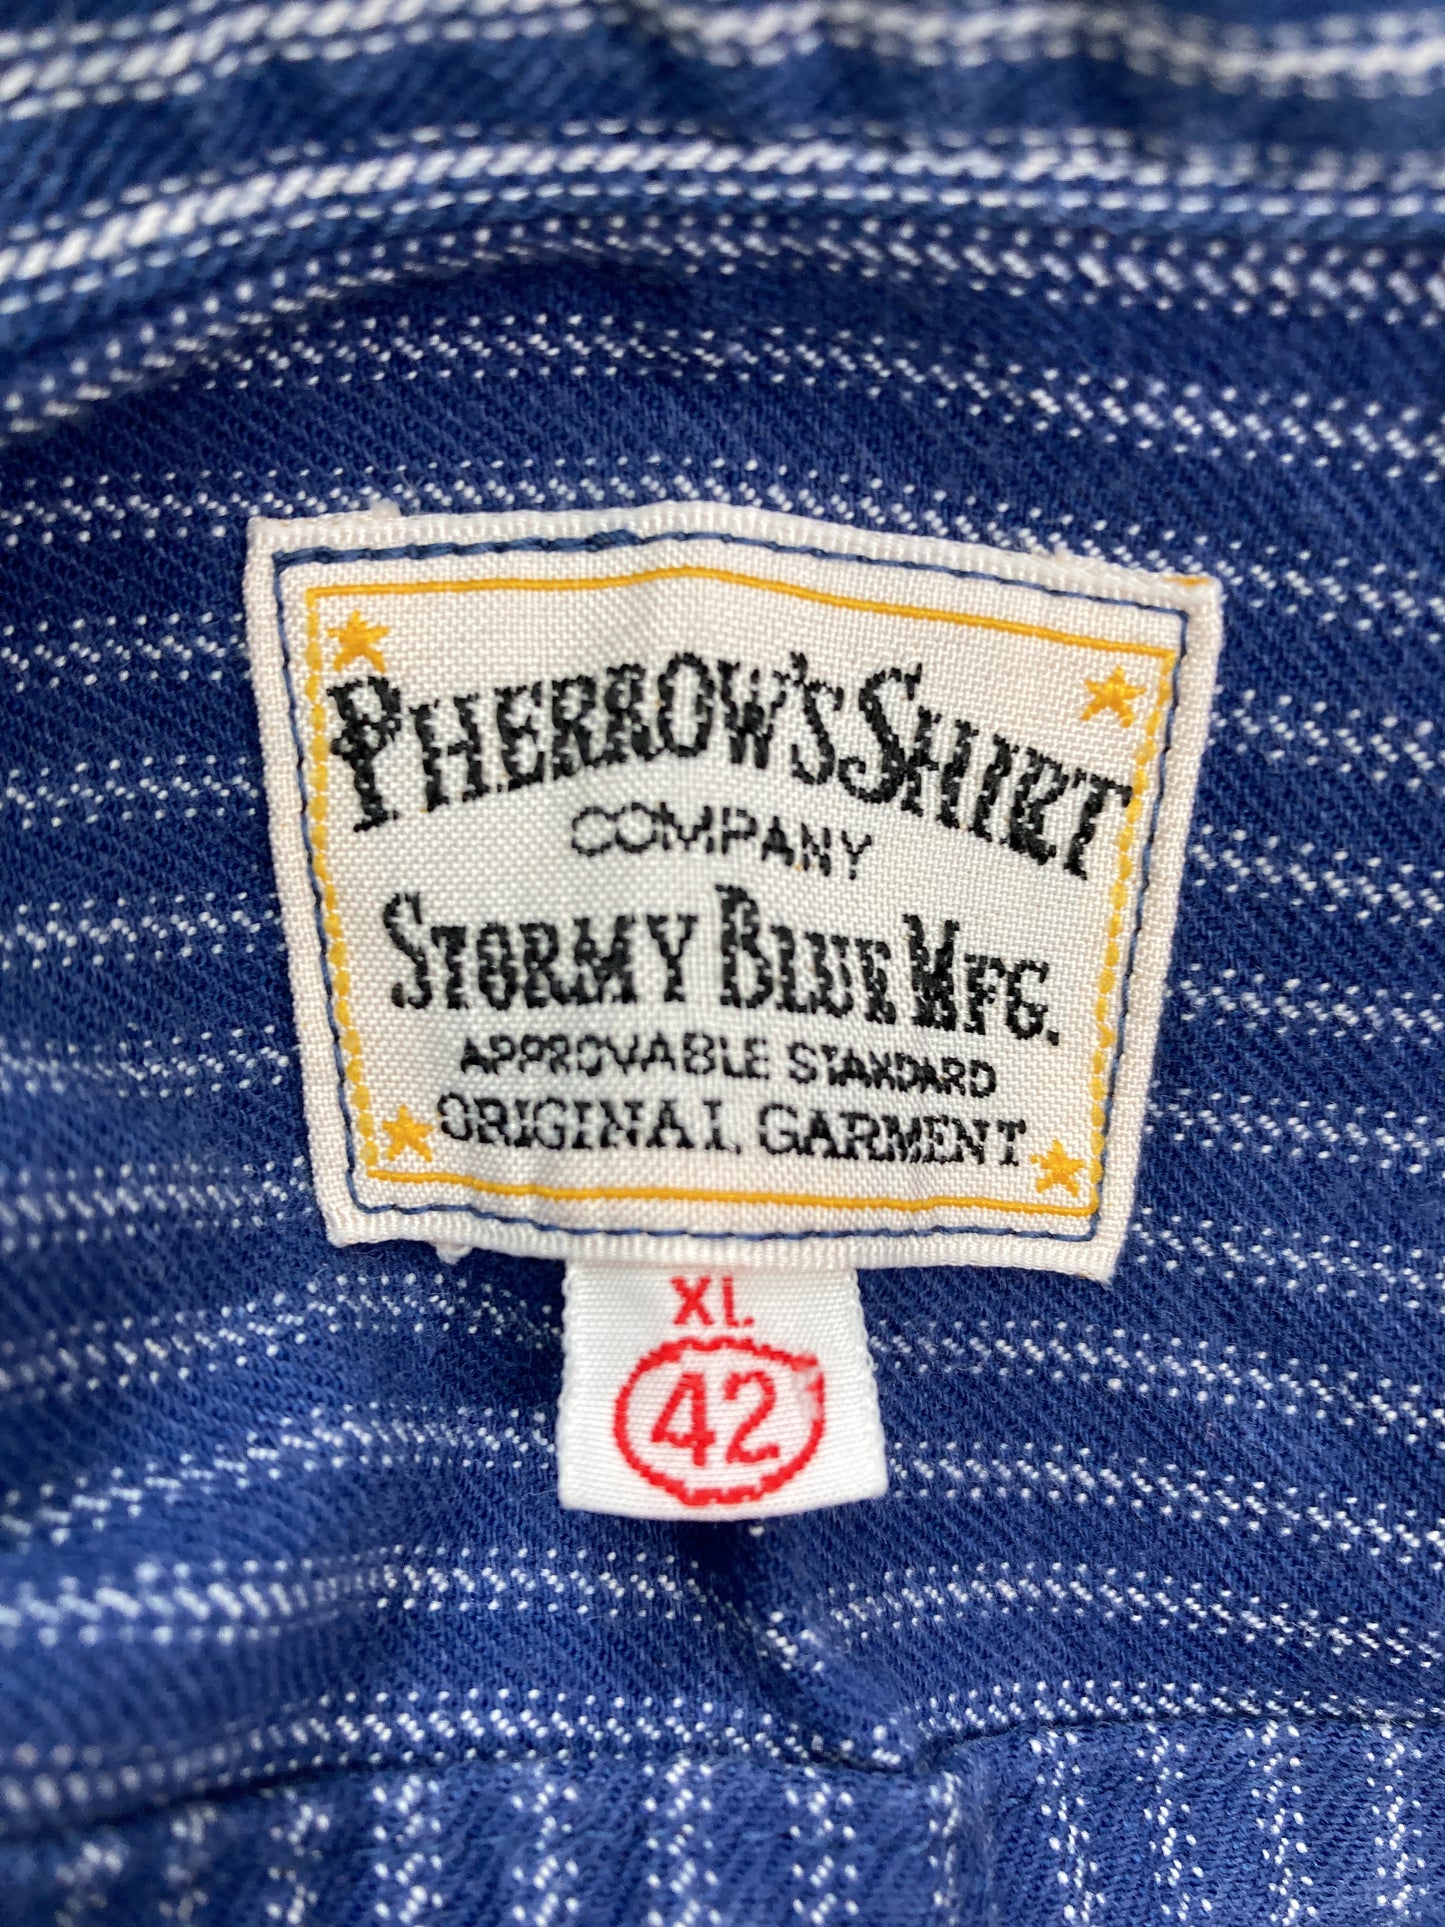 PHERROW'S SHIRT
COMPANY
STORMY BLUE MFG.
APPROVABLE STANDARD
ORIGINAL GARMENT
XL
42